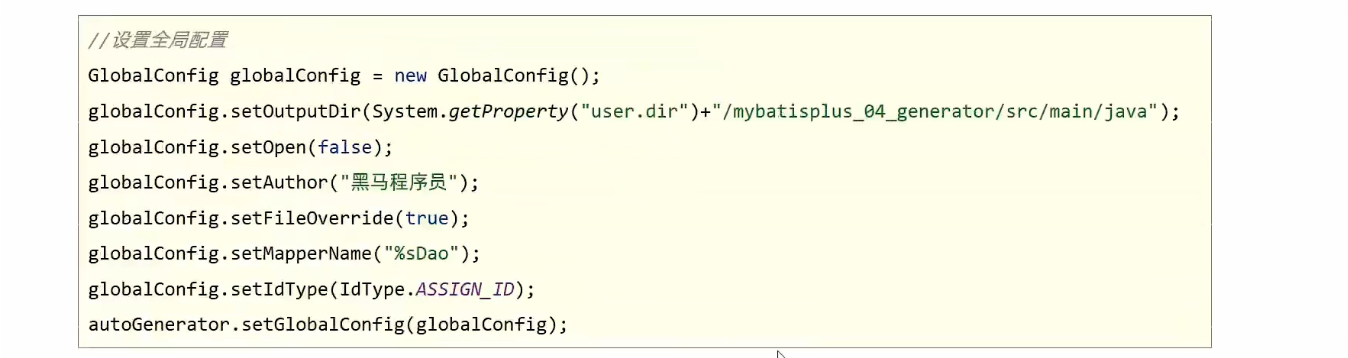 //设置全局配置
GlobalConfig globalConfig = new GlobalConfig();
globalConfig.setOutputDir(System.getProperty("user.dir")+"/mybatisplus_04_generator/src/main/java");
globalConfig.setOpen(false);
globalConfig.setAuthor("黑马程序员");
globalConfig.setFileOverride(true);
globalConfig.setMapperName("%sDao");
globalConfig.setIdType(IdType.ASSIGN_ID);
autoGenerator.setGlobalConfig(globalConfig);